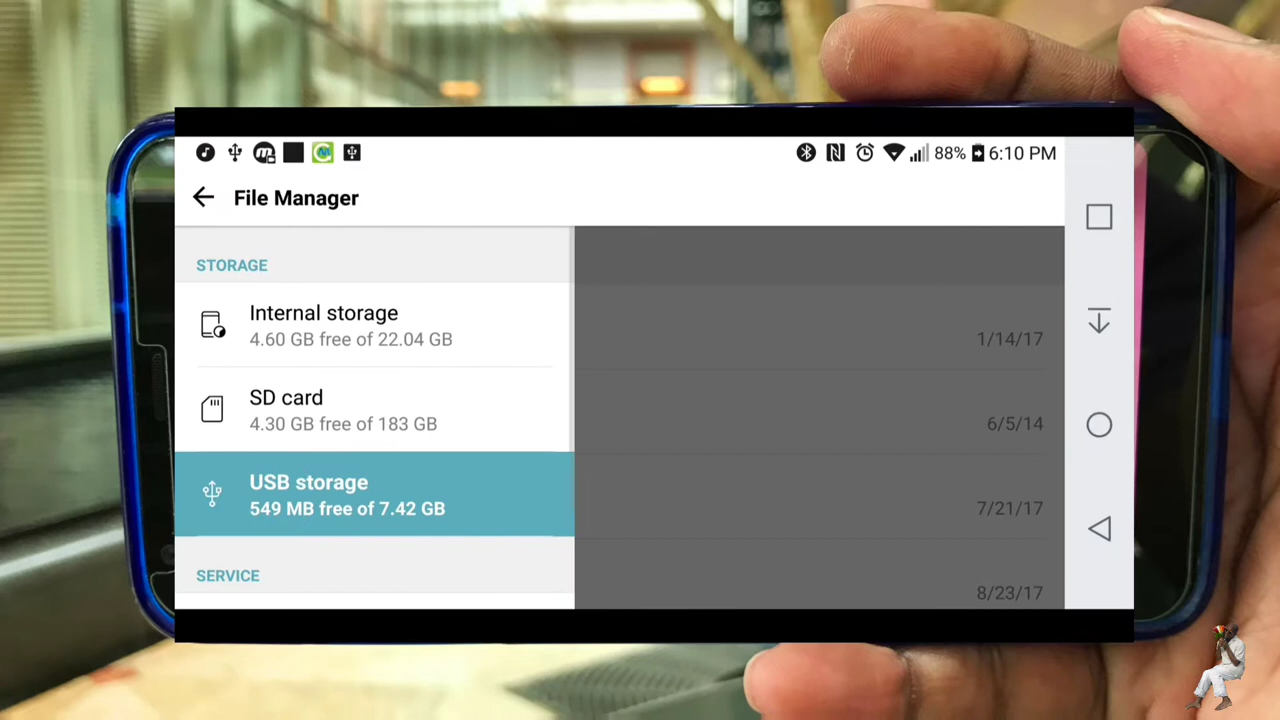 88% 6:10 PM
File Manager
STORAGE
Internal storage
4.60 GB free of 22.04 GB
1/14/17
SD card
4.30 GB free of 183 GB
6/5/14
USB storage
549 MB free of 7.42 GB
7/21/17
SERVICE
8/23/17